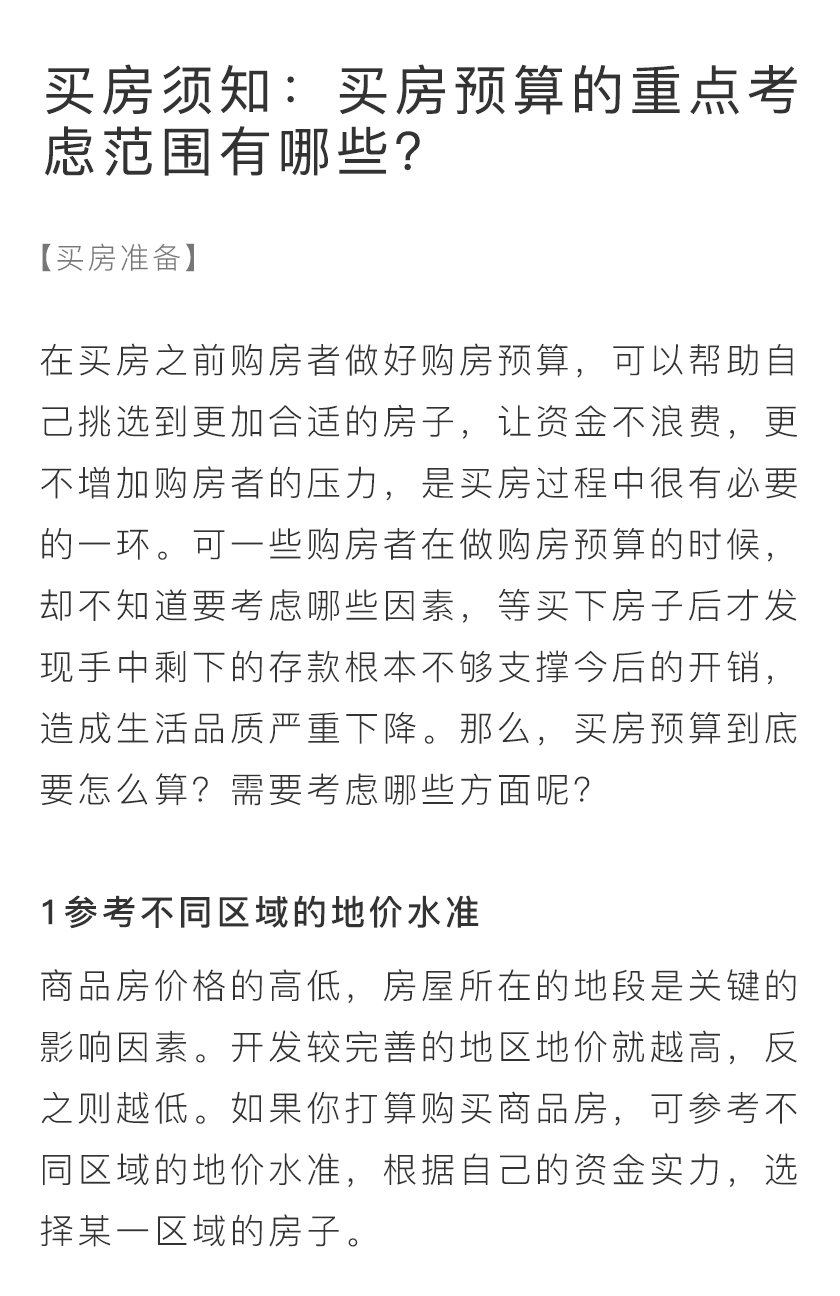 买房须知：买房预算的重点考
虑范围有哪些？
【买房准备】
在买房之前购房者做好购房预算，可以帮助自
己挑选到更加合适的房子，让资金不浪费，更
不增加购房者的压力，是买房过程中很有必要
的一环。可一些购房者在做购房预算的时候，
却不知道要考虑哪些因素，等买下房子后才发
现手中剩下的存款根本不够支撑今后的开销，
造成生活品质严重下降。那么，买房预算到底
要怎么算？需要考虑哪些方面呢？
1参考不同区域的地价水准
商品房价格的高低，房屋所在的地段是关键的
影响因素。开发较完善的地区地价就越高，反
之则越低。如果你打算购买商品房，可参考不
同区域的地价水准，根据自己的资金实力，选
择某一区域的房子。